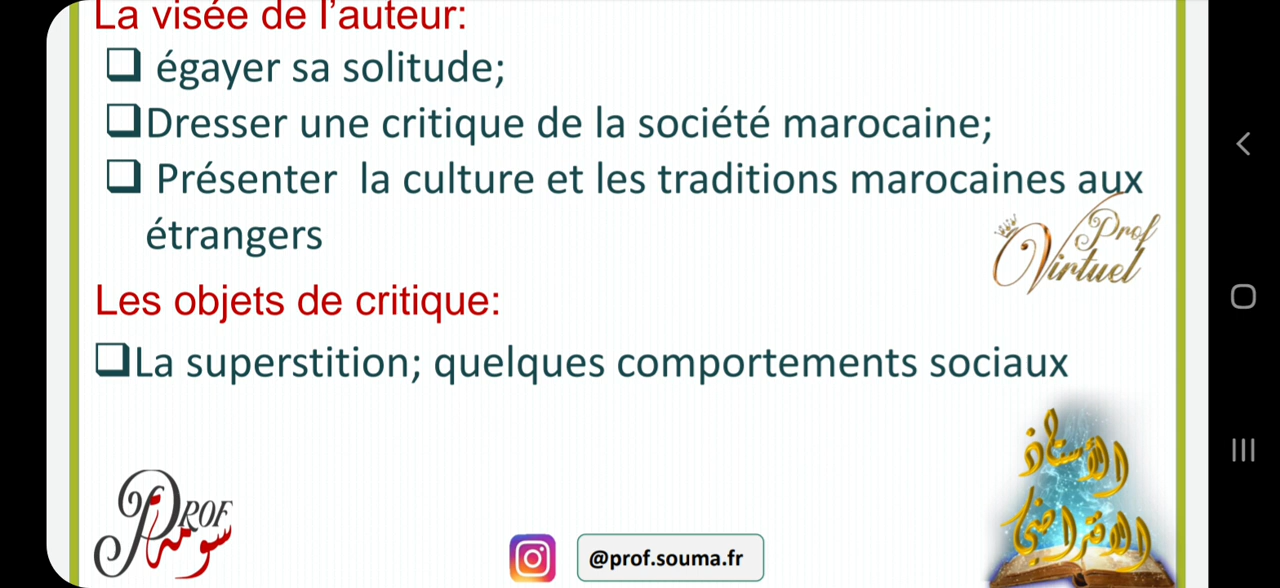 La visée de l'auteur:
égayer sa solitude;
Dresser une critique de la société marocaine;
Présenter la culture et les traditions marocaines aux
étrangers
Prof
Virtuel
Les objets de critique:
La superstition; quelques comportements sociaux
الأستاذ
الافتراضي
PROF
سومة
@prof.souma.fr